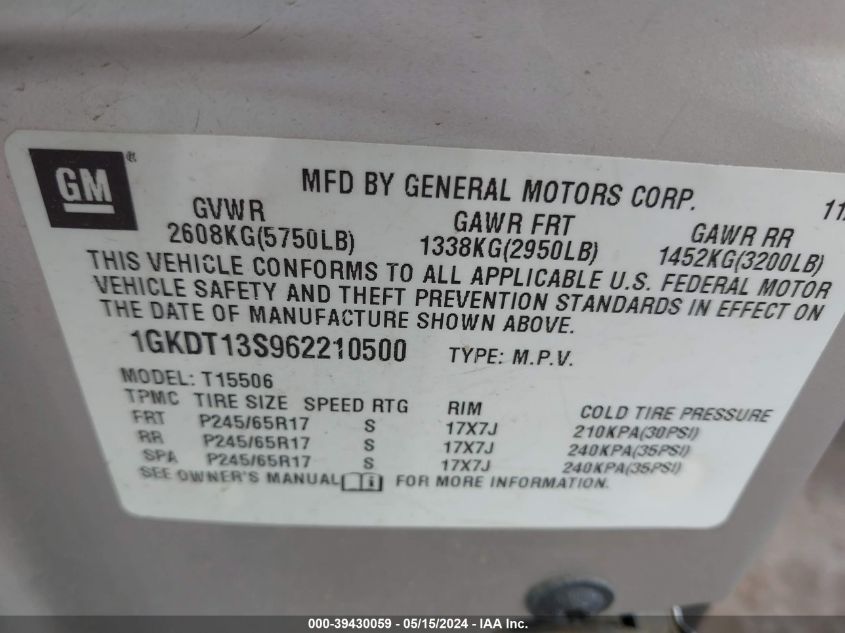 GM ®
MFD BY GENERAL MOTORS CORP.
GVWR GAWR FRT GAWR RR
2608KG(5750LB) 1338KG(2950LB) 1452KG(3200LB)
THIS VEHICLE CONFORMS TO ALL APPLICABLE U.S. FEDERAL MOTOR
VEHICLE SAFETY AND THEFT PREVENTION STANDARDS IN EFFECT ON
THE DATE OF MANUFACTURE SHOWN ABOVE.
1GKDT13S962210500 TYPE: M.P.V.
MODEL: T15506
TPMC TIRE SIZE SPEED RTG RIM COLD TIRE PRESSURE
FRT P245/65R17 S 17X7J 210KPA(30PSI)
RR P245/65R17 S 17X7J 240KPA(35PSI)
SPA P245/65R17 S 17X7J 240KPA(35PSI)
SEE OWNER'S MANUAL FOR MORE INFORMATION.
000-39430059 - 05/15/2024 - IAA Inc.